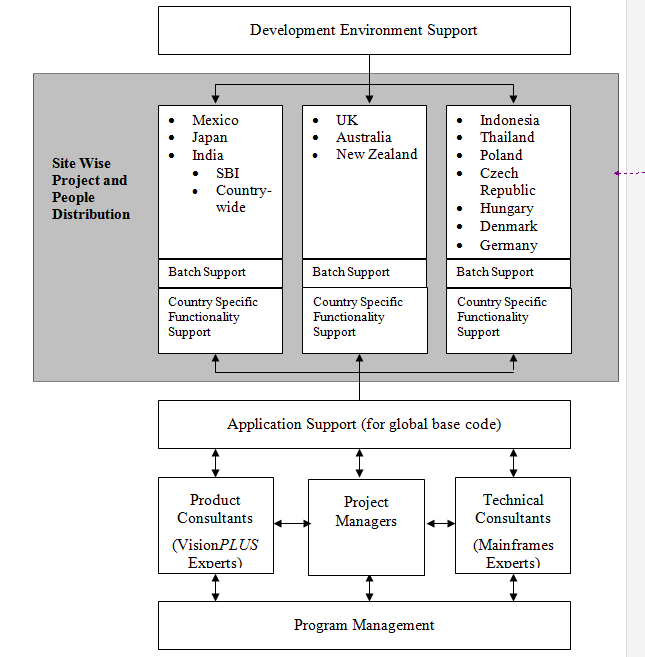 Development Environment Support
Site Wise
Project and
People
Distribution
Mexico
Japan
India
SBI
Country-
wide
Batch Support
Country Specific
Functionality
Support
UK
Australia
New Zealand
Batch Support
Country Specific
Functionality
Support
Indonesia
Thailand
Poland
Czech
Republic
Hungary
Denmark
Germany
Batch Support
Country Specific
Functionality
Support
Application Support (for global base code)
Product
Consultants
(VisionPLUS
Experts)
Project
Managers
Technical
Consultants
(Mainframes
Experts)
Program Management